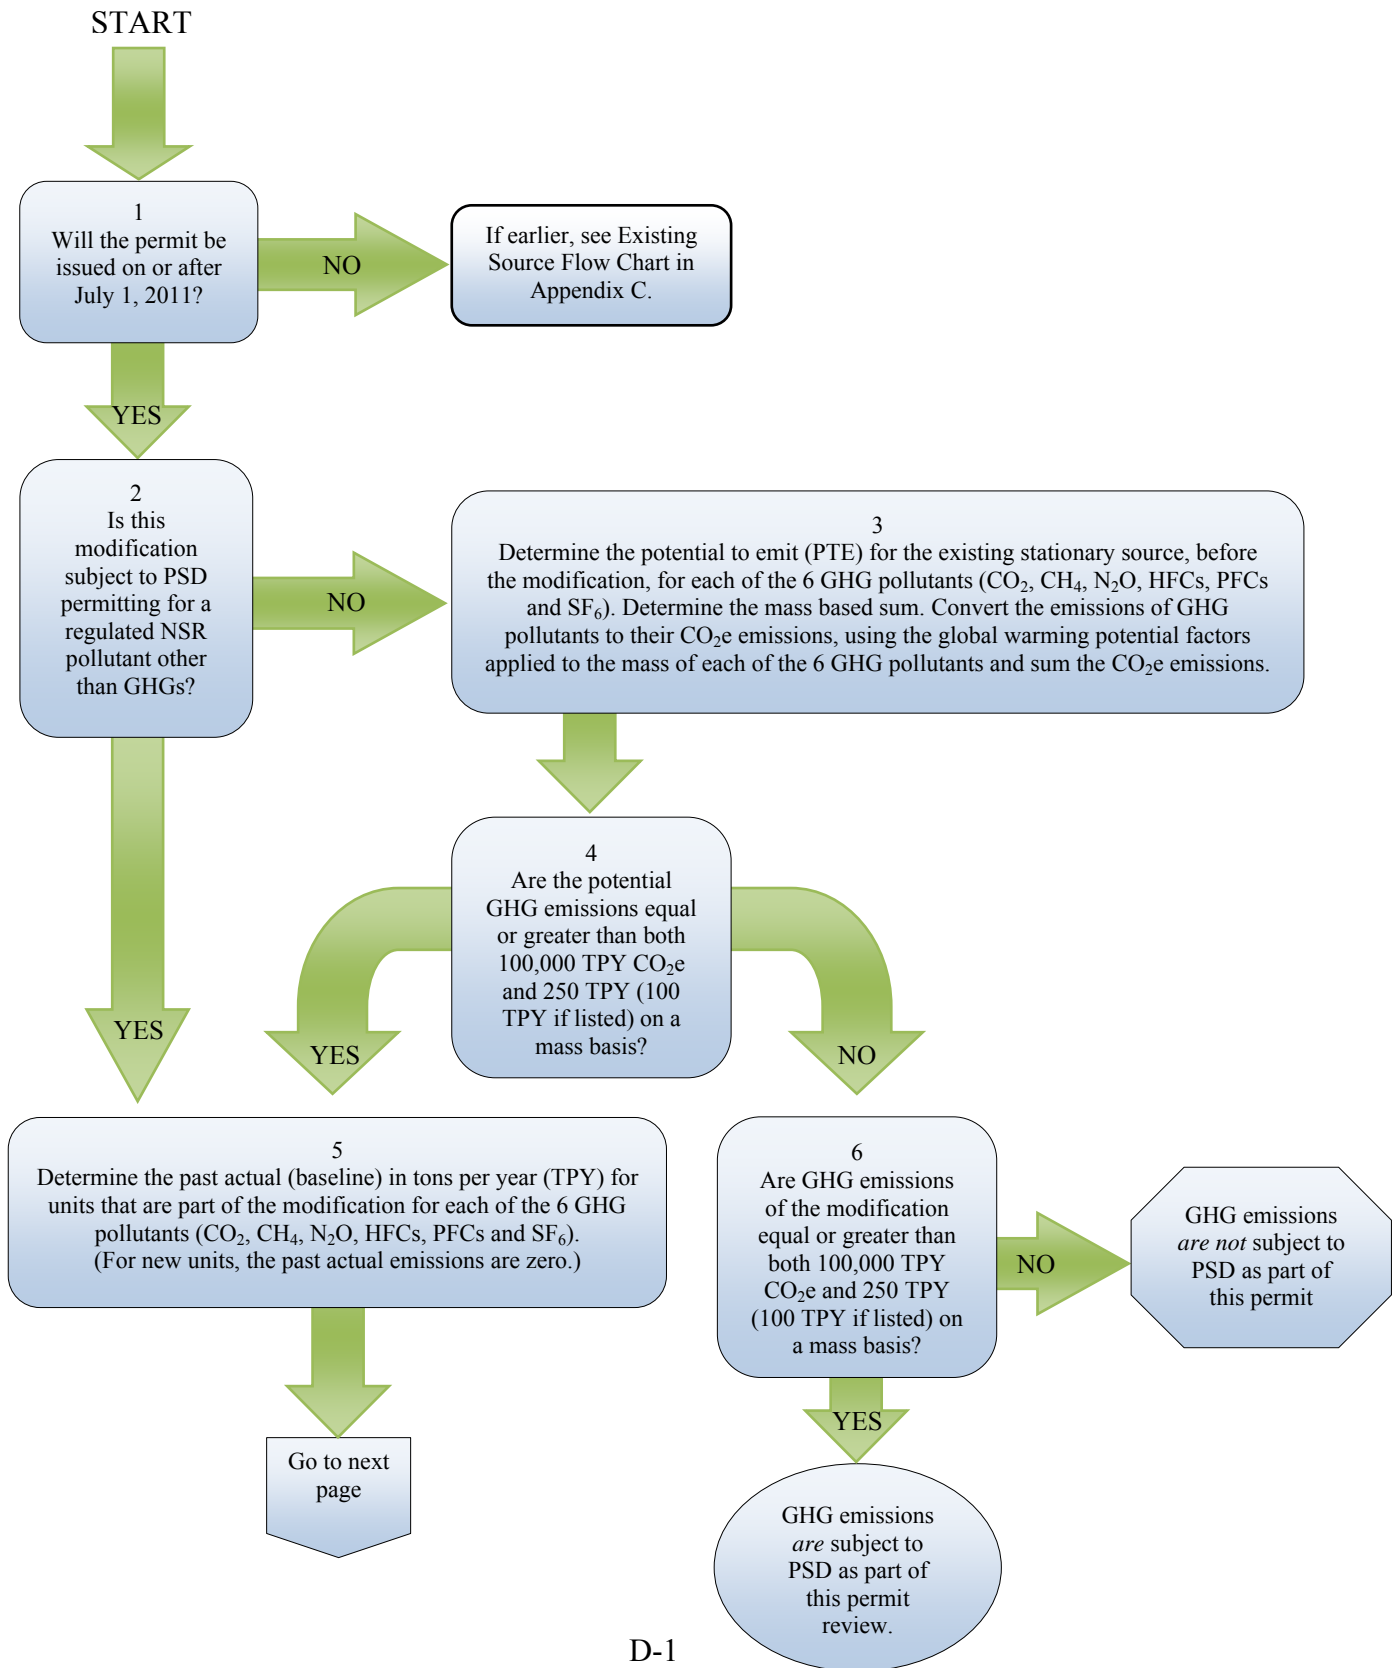 START
1
Will the permit be
issued on or after
July 1, 2011?
NO
If earlier, see Existing
Source Flow Chart in
Appendix C.
YES
2
Is this
modification
subject to PSD
permitting for a
regulated NSR
pollutant other
than GHGs?
NO
3
Determine the potential to emit (PTE) for the existing stationary source, before
the modification, for each of the 6 GHG pollutants (CO₂, CH₄, N₂O, HFCs, PFCs
and SF₆). Determine the mass based sum. Convert the emissions of GHG
pollutants to their CO₂e emissions, using the global warming potential factors
applied to the mass of each of the 6 GHG pollutants and sum the CO₂e emissions.
4
Are the potential
GHG emissions equal
or greater than both
100,000 TPY CO₂e
and 250 TPY (100
TPY if listed) on a
mass basis?
YES
YES
NO
5
Determine the past actual (baseline) in tons per year (TPY) for
units that are part of the modification for each of the 6 GHG
pollutants (CO₂, CH₄, N₂O, HFCs, PFCs and SF₆).
(For new units, the past actual emissions are zero.)
6
Are GHG emissions
of the modification
equal or greater than
both 100,000 TPY
CO₂e and 250 TPY
(100 TPY if listed) on
a mass basis?
NO
GHG emissions
are not subject to
PSD as part of
this permit
YES
Go to next
page
GHG emissions
are subject to
PSD as part of
this permit
review.
D-1